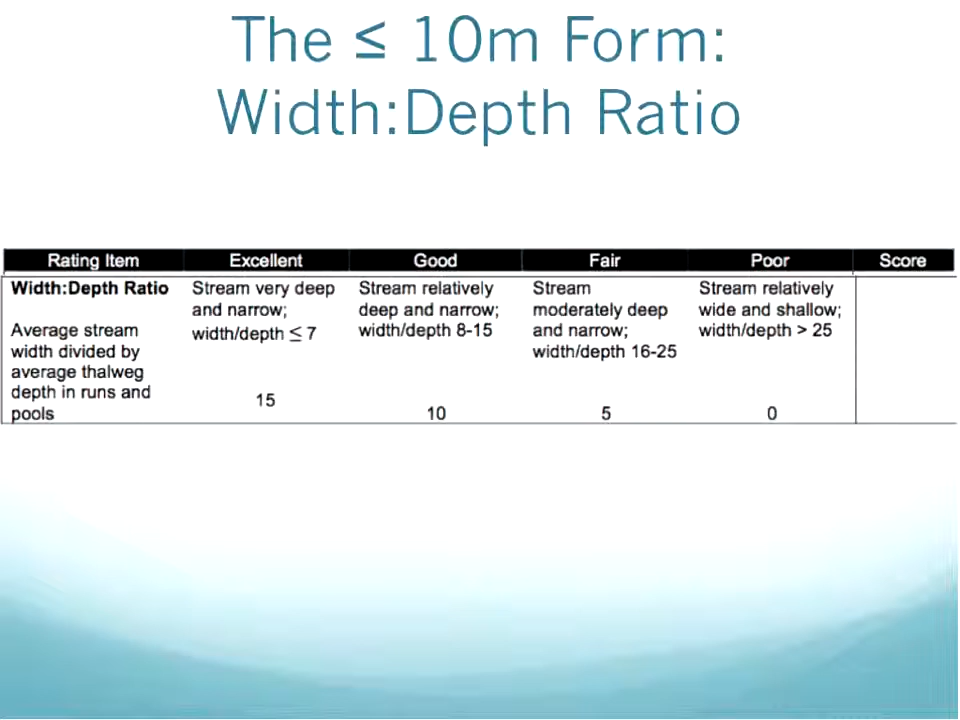 The ≤ 10m Form:
Width:Depth Ratio
Rating Item Excellent Good Fair Poor Score
Width:Depth Ratio
Average stream
width divided by
average thalweg
depth in runs and
pools
Stream very deep
and narrow;
width/depth ≤ 7
15
Stream relatively
deep and narrow;
width/depth 8-15
10
Stream
moderately deep
and narrow;
width/depth 16-25
5
Stream relatively
wide and shallow;
width/depth > 25
0